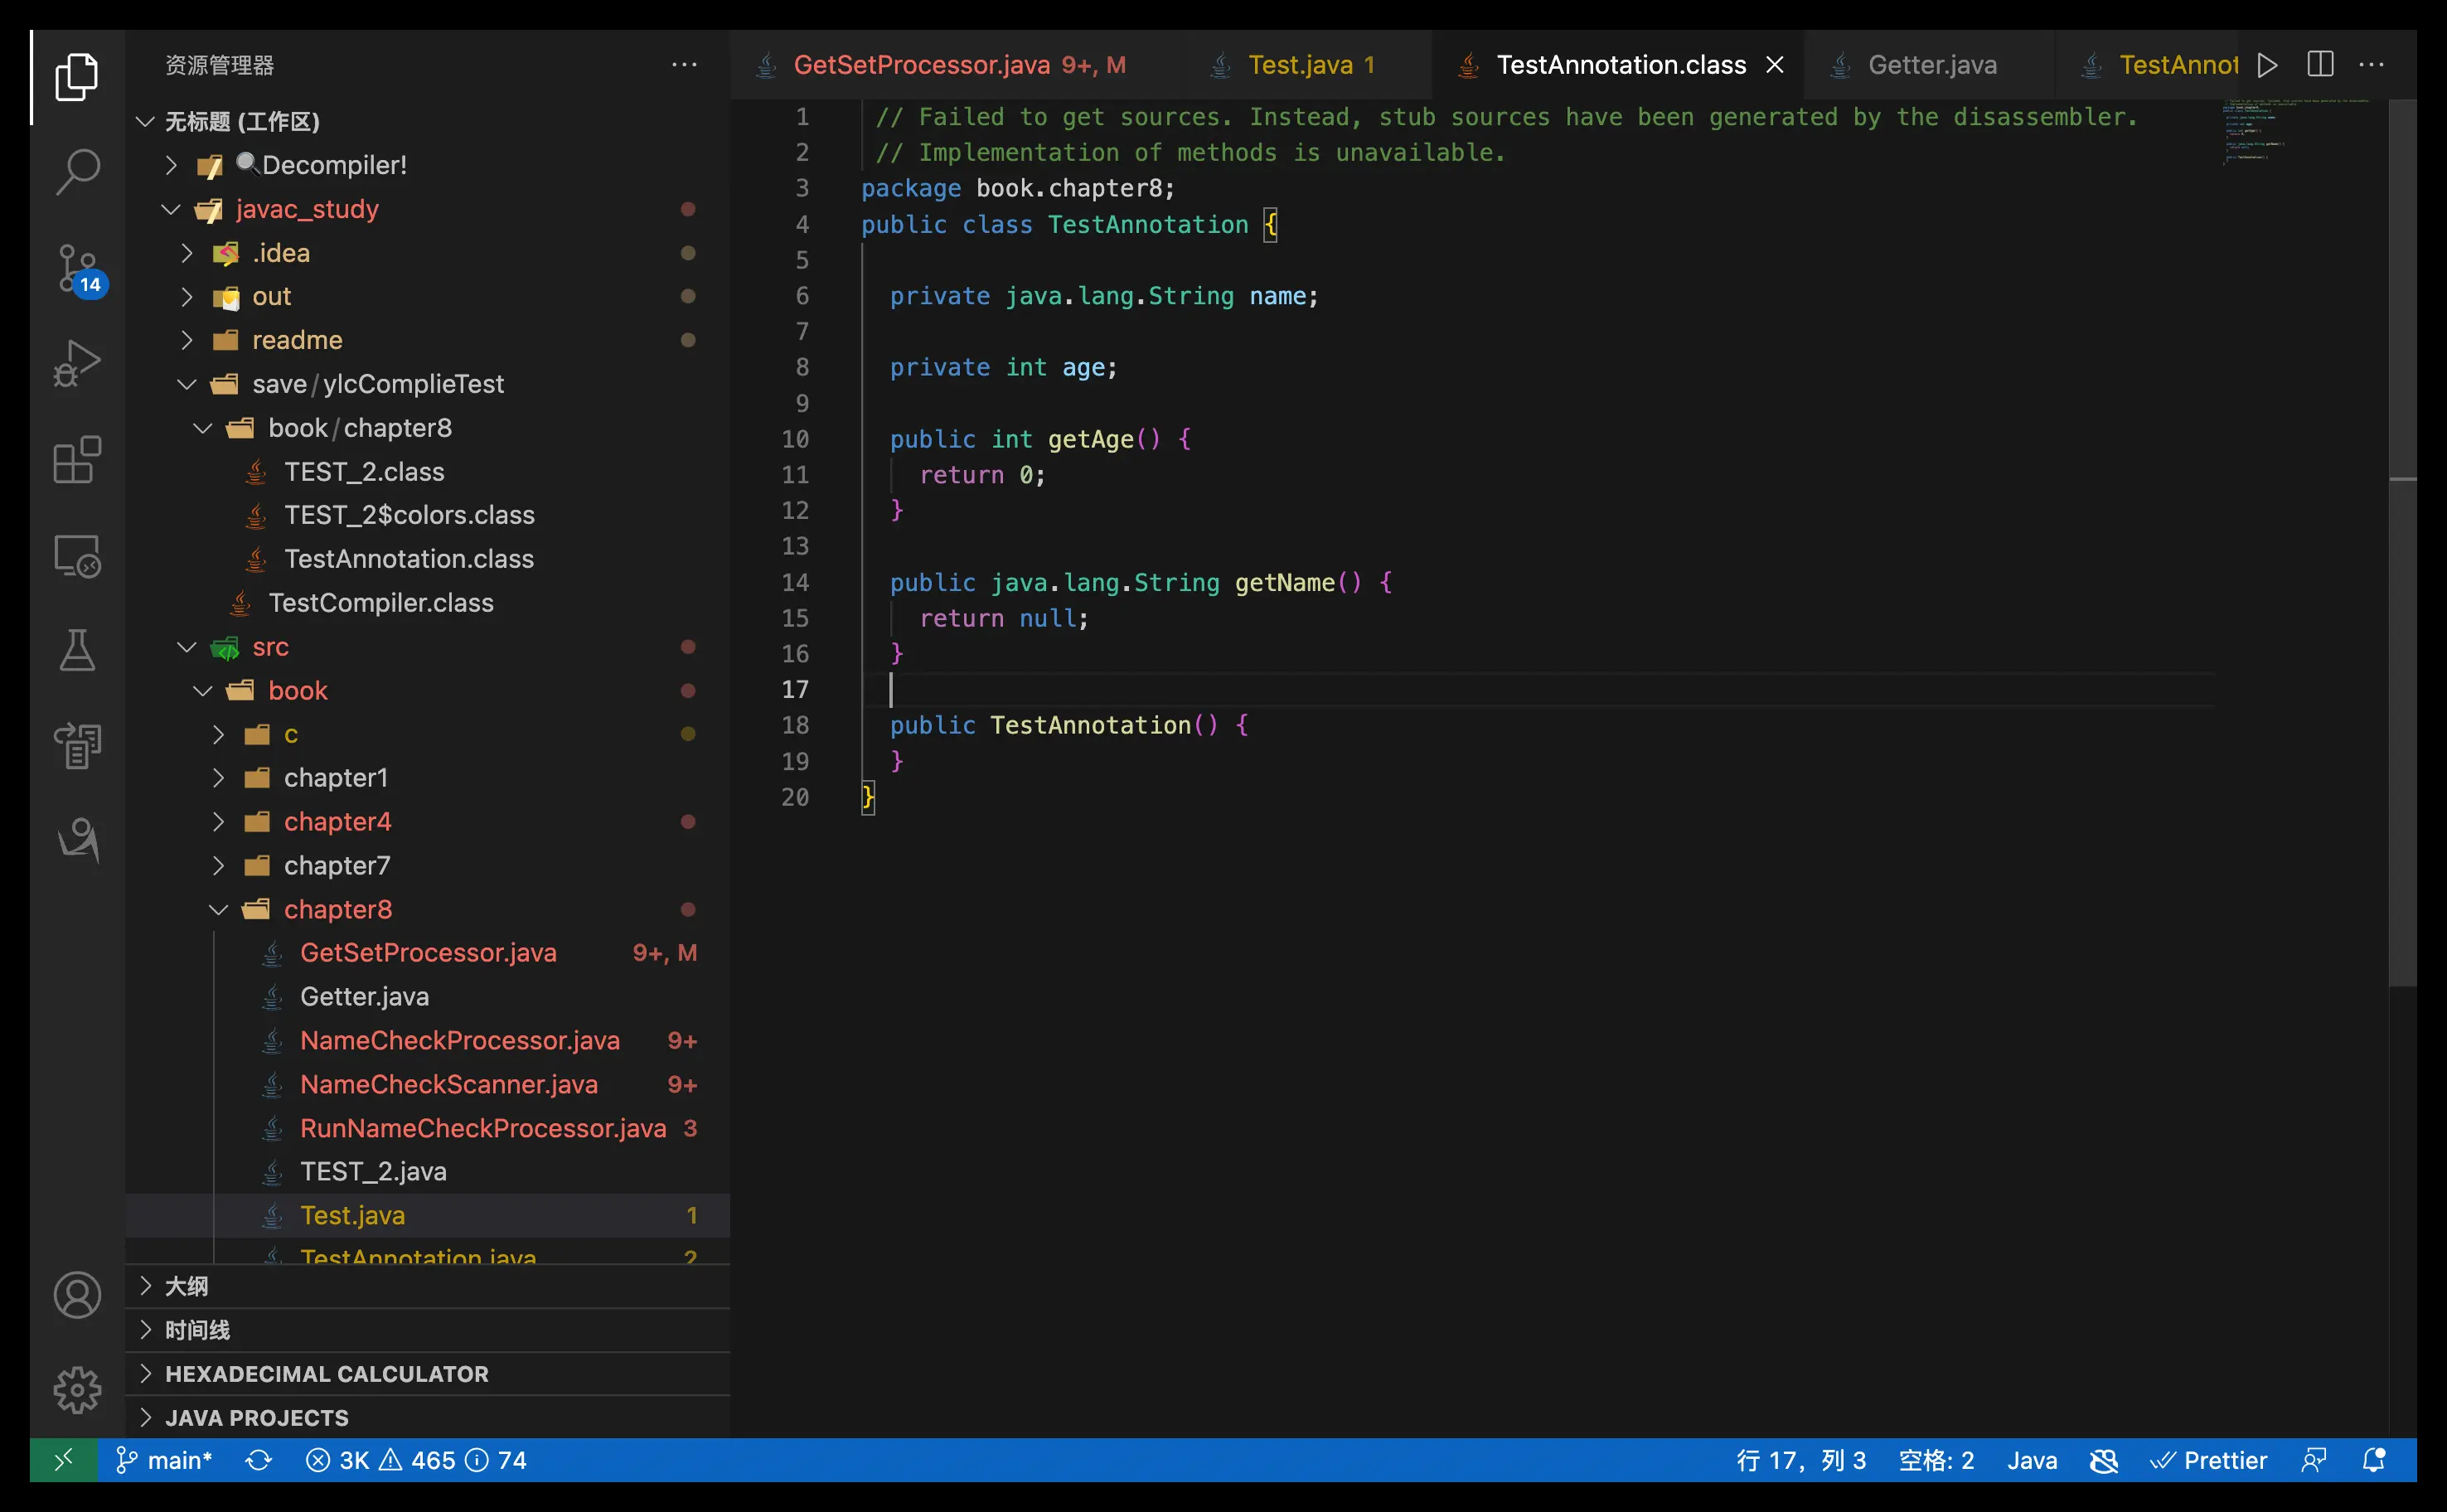 资源管理器
无标题 (工作区)
Decompiler!
javac_study
.idea
out
readme
save/ylcComplieTest
book/chapter8
TEST_2.class
TEST_2$colors.class
TestAnnotation.class
TestCompiler.class
src
book
c
chapter1
chapter4
chapter7
chapter8
GetSetProcessor.java 9+, M
Getter.java
NameCheckProcessor.java 9+
NameCheckScanner.java 9+
RunNameCheckProcessor.java 3
TEST_2.java
Test.java 1
TestAnnotation.java 2
大纲
时间线
HEXADECIMAL CALCULATOR
JAVA PROJECTS
14
GetSetProcessor.java 9+, M Test.java 1 TestAnnotation.class Getter.java TestAnnot
1 // Failed to get sources. Instead, stub sources have been generated by the disassembler.
2 // Implementation of methods is unavailable.
3 package book.chapter8;
4 public class TestAnnotation {
5
6 private java.lang.String name;
7
8 private int age;
9
10 public int getAge() {
11 return 0;
12 }
13
14 public java.lang.String getName() {
15 return null;
16 }
17
18 public TestAnnotation() {
19 }
20 }
main* 3K 465 74 行 17，列 3 空格: 2 Java Prettier